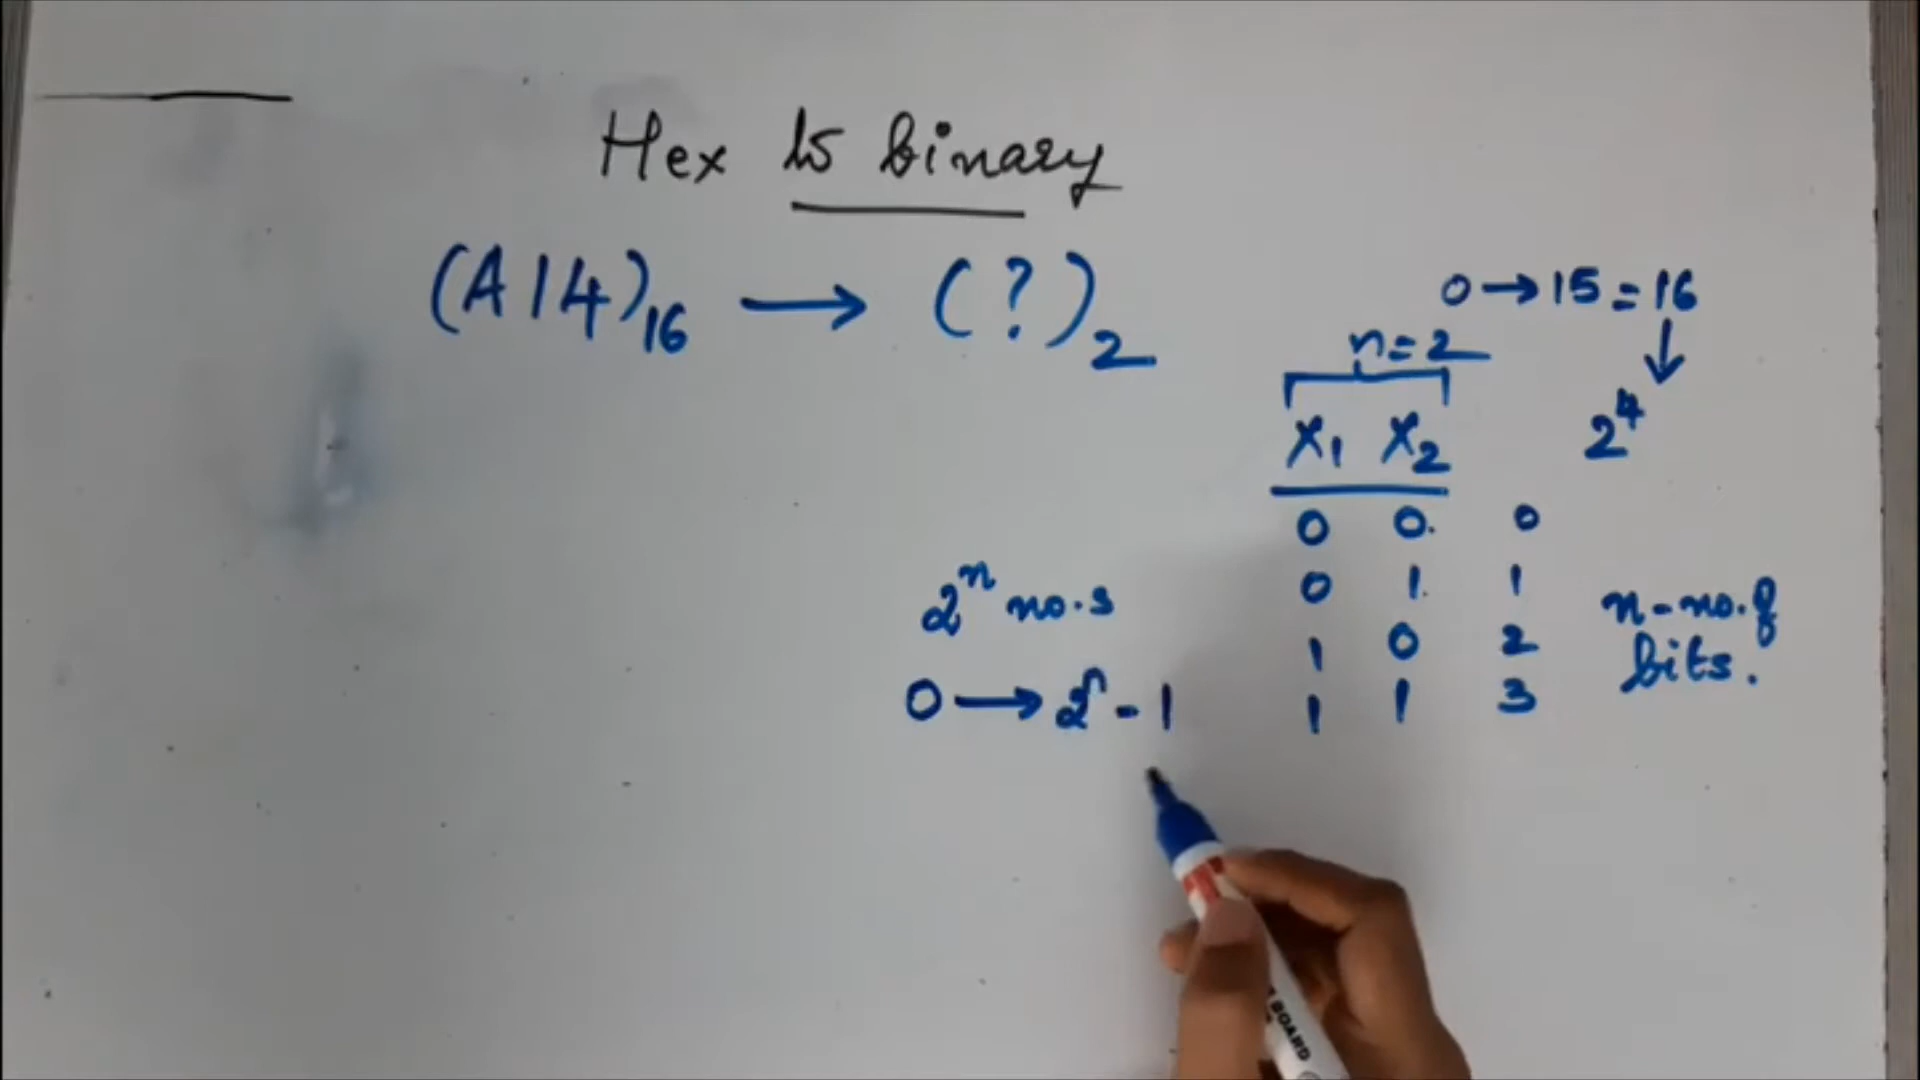 Hex to binary
(A14)16 → (?)2
0 → 15 = 16
↓
n = 2
2^4
X1 X2
0 0. 0
0 1. 1
1 0 2
1 1 3
2^n no.s
0 → 2^n - 1
n - no. of
bits.
BOARD